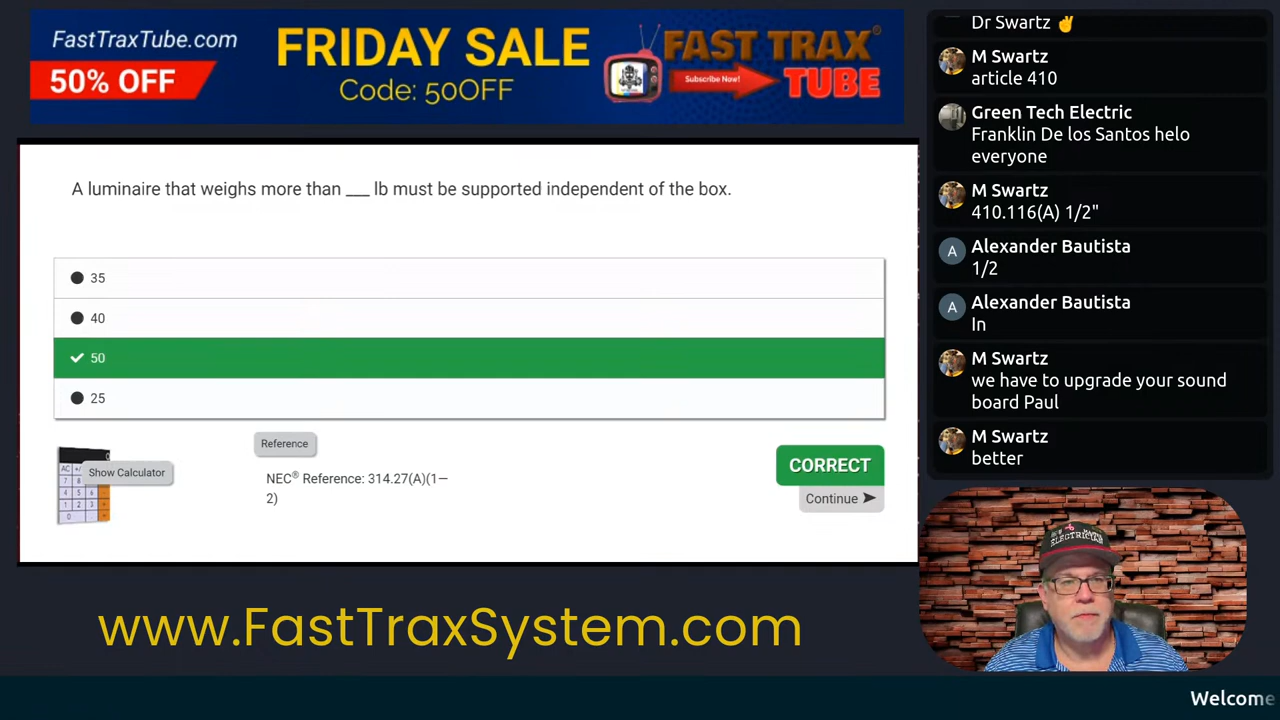 FastTraxTube.com
50% OFF
FRIDAY SALE
Code: 50OFF
FAST TRAX®
Subscribe Now!
TUBE
A luminaire that weighs more than ___ lb must be supported independent of the box.
35
40
50
25
Show Calculator
Reference
NEC® Reference: 314.27(A)(1—
2)
CORRECT
Continue
www.FastTraxSystem.com
Dr Swartz ✌
M Swartz
article 410
Green Tech Electric
Franklin De los Santos helo
everyone
M Swartz
410.116(A) 1/2"
A
Alexander Bautista
1/2
A
Alexander Bautista
In
M Swartz
we have to upgrade your sound
board Paul
M Swartz
better
ELECTRICIAN
Welcome